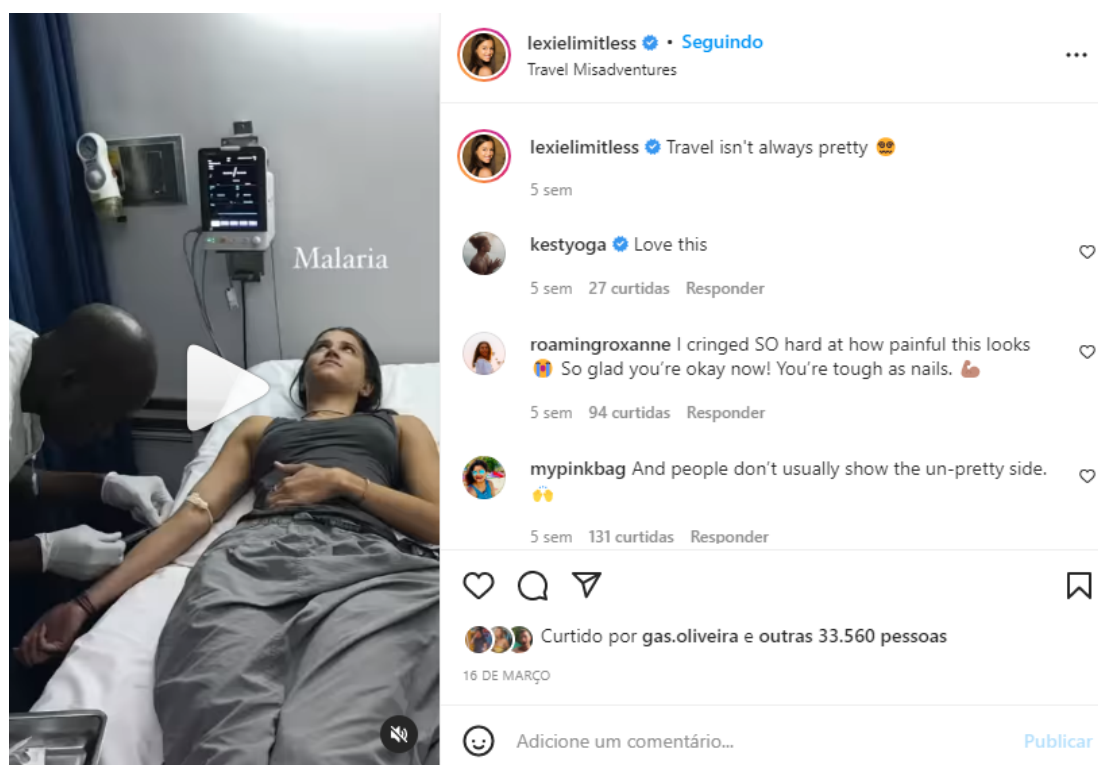 lexielimitless • Seguindo
Travel Misadventures
Malaria
lexielimitless Travel isn't always pretty 😵‍💫
5 sem
kestyoga Love this
5 sem 27 curtidas Responder
roamingroxanne I cringed SO hard at how painful this looks
😭 So glad you're okay now! You're tough as nails. 💪🏽
5 sem 94 curtidas Responder
mypinkbag And people don't usually show the un-pretty side.
🙌
5 sem 131 curtidas Responder
Curtido por gas.oliveira e outras 33.560 pessoas
16 DE MARÇO
Adicione um comentário... Publicar